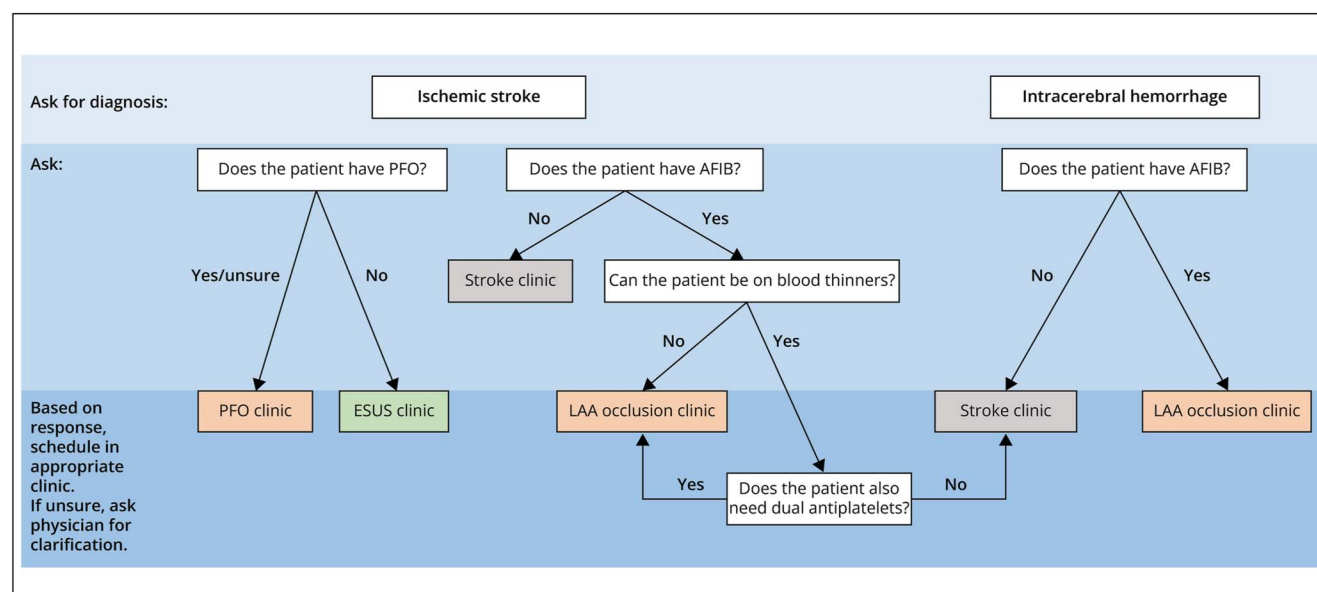 Ask for diagnosis:
Ischemic stroke
Intracerebral hemorrhage
Ask:
Does the patient have PFO?
Does the patient have AFIB?
Does the patient have AFIB?
No
Yes
Yes/unsure
No
Stroke clinic
Can the patient be on blood thinners?
No
Yes
No
Yes
Based on
response,
schedule in
appropriate
clinic.
If unsure, ask
physician for
clarification.
PFO clinic
ESUS clinic
LAA occlusion clinic
Stroke clinic
LAA occlusion clinic
Yes
Does the patient also
need dual antiplatelets?
No